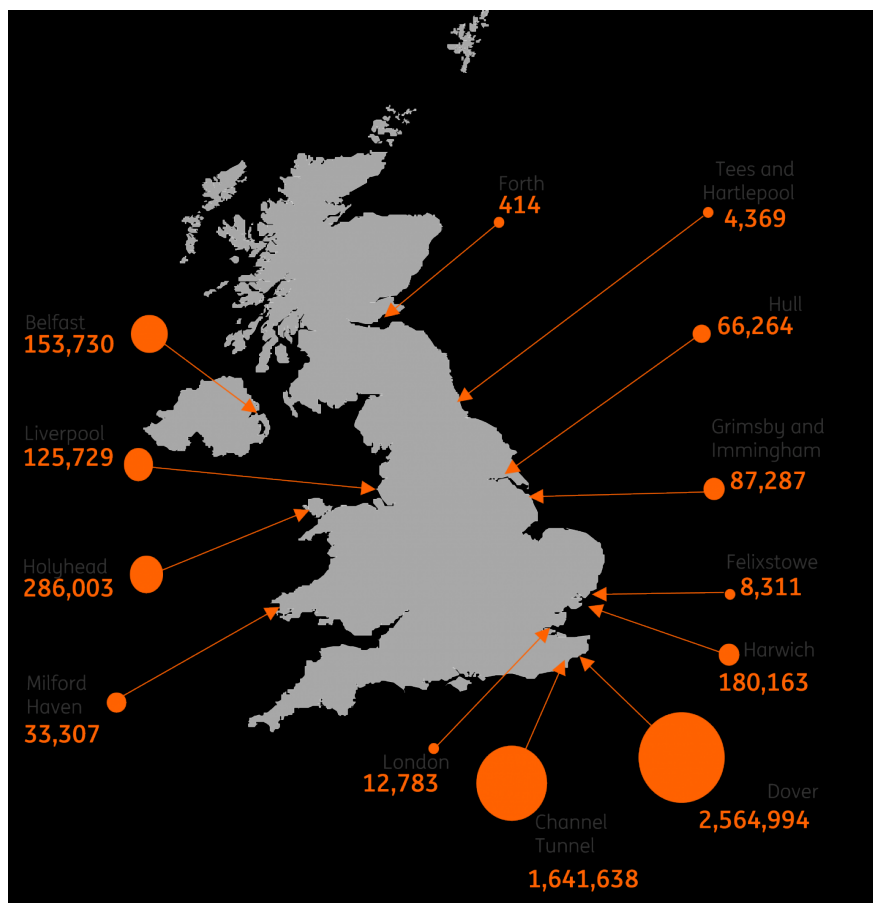 Forth
414
Tees and
Hartlepool
4,369
Hull
66,264
Belfast
153,730
Grimsby and
Immingham
87,287
Liverpool
125,729
Holyhead
286,003
Felixstowe
8,311
Harwich
180,163
Milford
Haven
33,307
London
12,783
Channel
Tunnel
1,641,638
Dover
2,564,994